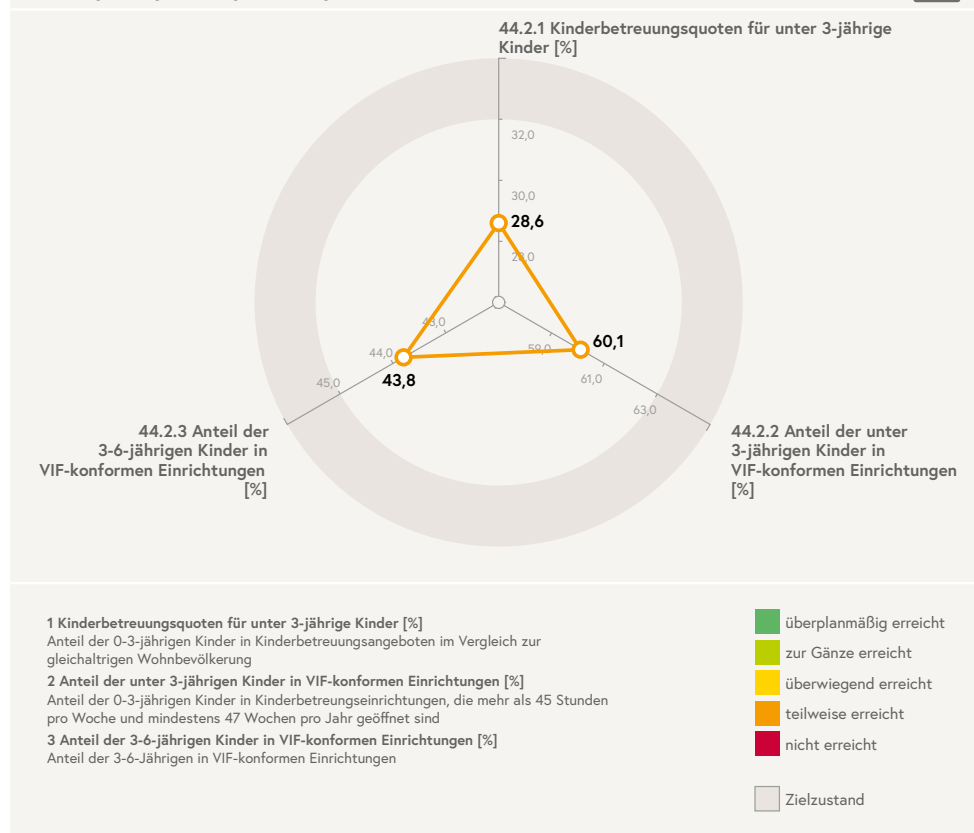 44.2.1 Kinderbetreuungsquoten für unter 3-jährige
Kinder [%]
32,0
30,0
28,6
28,0
43,0
44,0
45,0
43,8
59,0
60,1
61,0
63,0
44.2.3 Anteil der
3-6-jährigen Kinder in
VIF-konformen Einrichtungen
[%]
44.2.2 Anteil der unter
3-jährigen Kinder in
VIF-konformen Einrichtungen
[%]
1 Kinderbetreuungsquoten für unter 3-jährige Kinder [%]
Anteil der 0-3-jährigen Kinder in Kinderbetreuungsangeboten im Vergleich zur
gleichaltrigen Wohnbevölkerung
2 Anteil der unter 3-jährigen Kinder in VIF-konformen Einrichtungen [%]
Anteil der 0-3-jährigen Kinder in Kinderbetreungseinrichtungen, die mehr als 45 Stunden
pro Woche und mindestens 47 Wochen pro Jahr geöffnet sind
3 Anteil der 3-6-jährigen Kinder in VIF-konformen Einrichtungen [%]
Anteil der 3-6-Jährigen in VIF-konformen Einrichtungen
überplanmäßig erreicht
zur Gänze erreicht
überwiegend erreicht
teilweise erreicht
nicht erreicht
Zielzustand